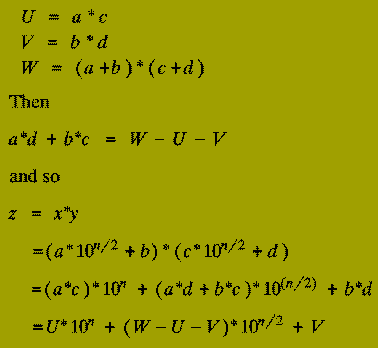 U = a * c
V = b * d
W = (a+b)*(c+d)
Then
a*d + b*c = W - U - V
and so
z = x*y
=(a*10^{n/2} + b)*(c*10^{n/2} + d)
=(a*c)*10^n + (a*d + b*c)*10^{(n/2)} + b*d
=U*10^n + (W - U - V)*10^{n/2} + V